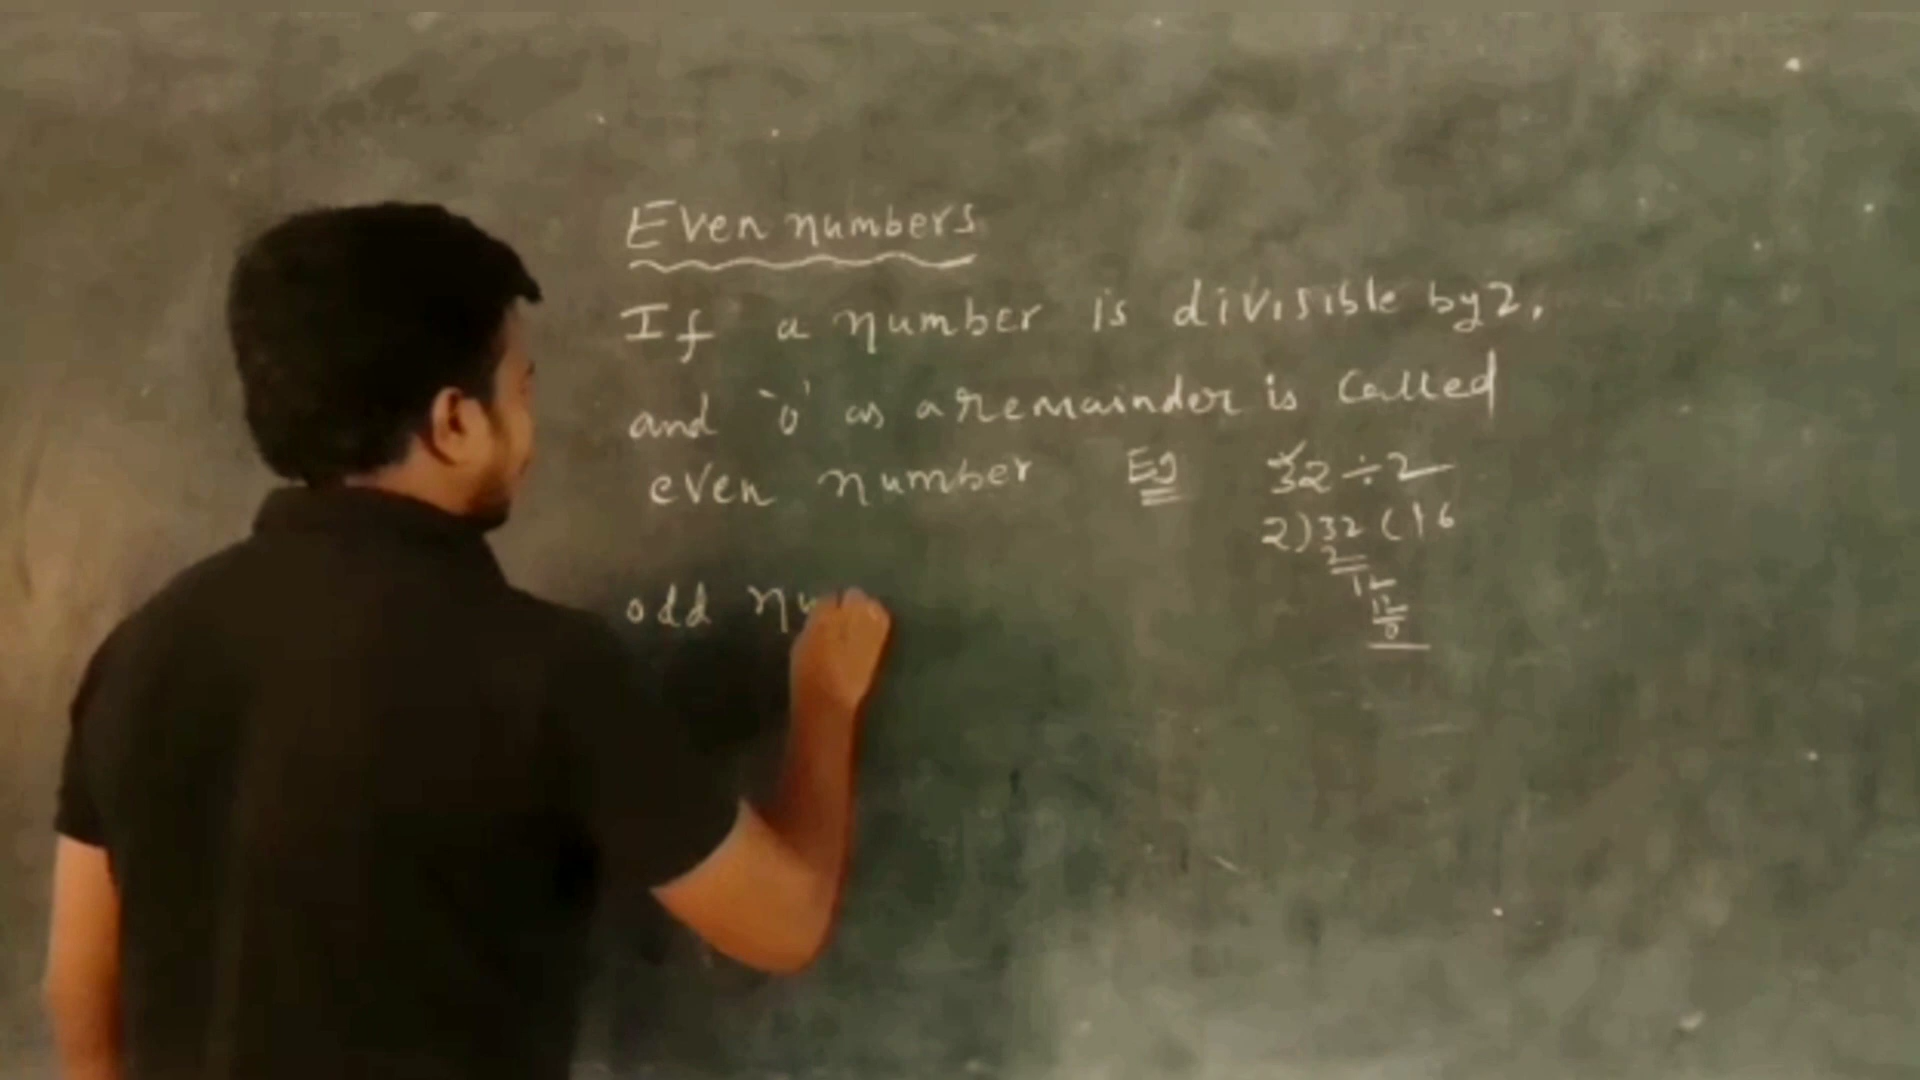 Even numbers
If a number is divisible by 2,
and '0' as a remainder is called
even number Eg 32 ÷ 2
2)32(16
2
12
12
0
odd nu